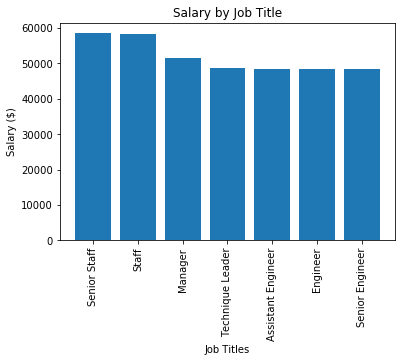 Salary by Job Title
60000
50000
40000
30000
20000
10000
0
Salary ($)
Senior Staff
Staff
Manager
Technique Leader
Assistant Engineer
Engineer
Senior Engineer
Job Titles